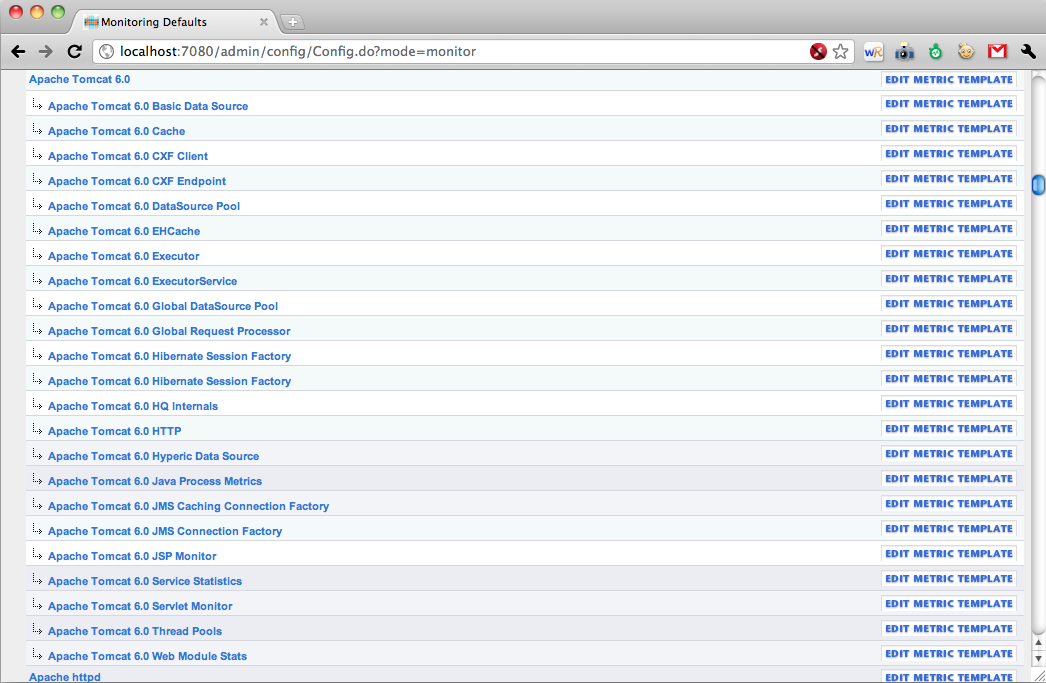 Monitoring Defaults
localhost:7080/admin/config/Config.do?mode=monitor
wR
Apache Tomcat 6.0 EDIT METRIC TEMPLATE
Apache Tomcat 6.0 Basic Data Source EDIT METRIC TEMPLATE
Apache Tomcat 6.0 Cache EDIT METRIC TEMPLATE
Apache Tomcat 6.0 CXF Client EDIT METRIC TEMPLATE
Apache Tomcat 6.0 CXF Endpoint EDIT METRIC TEMPLATE
Apache Tomcat 6.0 DataSource Pool EDIT METRIC TEMPLATE
Apache Tomcat 6.0 EHCache EDIT METRIC TEMPLATE
Apache Tomcat 6.0 Executor EDIT METRIC TEMPLATE
Apache Tomcat 6.0 ExecutorService EDIT METRIC TEMPLATE
Apache Tomcat 6.0 Global DataSource Pool EDIT METRIC TEMPLATE
Apache Tomcat 6.0 Global Request Processor EDIT METRIC TEMPLATE
Apache Tomcat 6.0 Hibernate Session Factory EDIT METRIC TEMPLATE
Apache Tomcat 6.0 Hibernate Session Factory EDIT METRIC TEMPLATE
Apache Tomcat 6.0 HQ Internals EDIT METRIC TEMPLATE
Apache Tomcat 6.0 HTTP EDIT METRIC TEMPLATE
Apache Tomcat 6.0 Hyperic Data Source EDIT METRIC TEMPLATE
Apache Tomcat 6.0 Java Process Metrics EDIT METRIC TEMPLATE
Apache Tomcat 6.0 JMS Caching Connection Factory EDIT METRIC TEMPLATE
Apache Tomcat 6.0 JMS Connection Factory EDIT METRIC TEMPLATE
Apache Tomcat 6.0 JSP Monitor EDIT METRIC TEMPLATE
Apache Tomcat 6.0 Service Statistics EDIT METRIC TEMPLATE
Apache Tomcat 6.0 Servlet Monitor EDIT METRIC TEMPLATE
Apache Tomcat 6.0 Thread Pools EDIT METRIC TEMPLATE
Apache Tomcat 6.0 Web Module Stats EDIT METRIC TEMPLATE
Apache httpd EDIT METRIC TEMPLATE